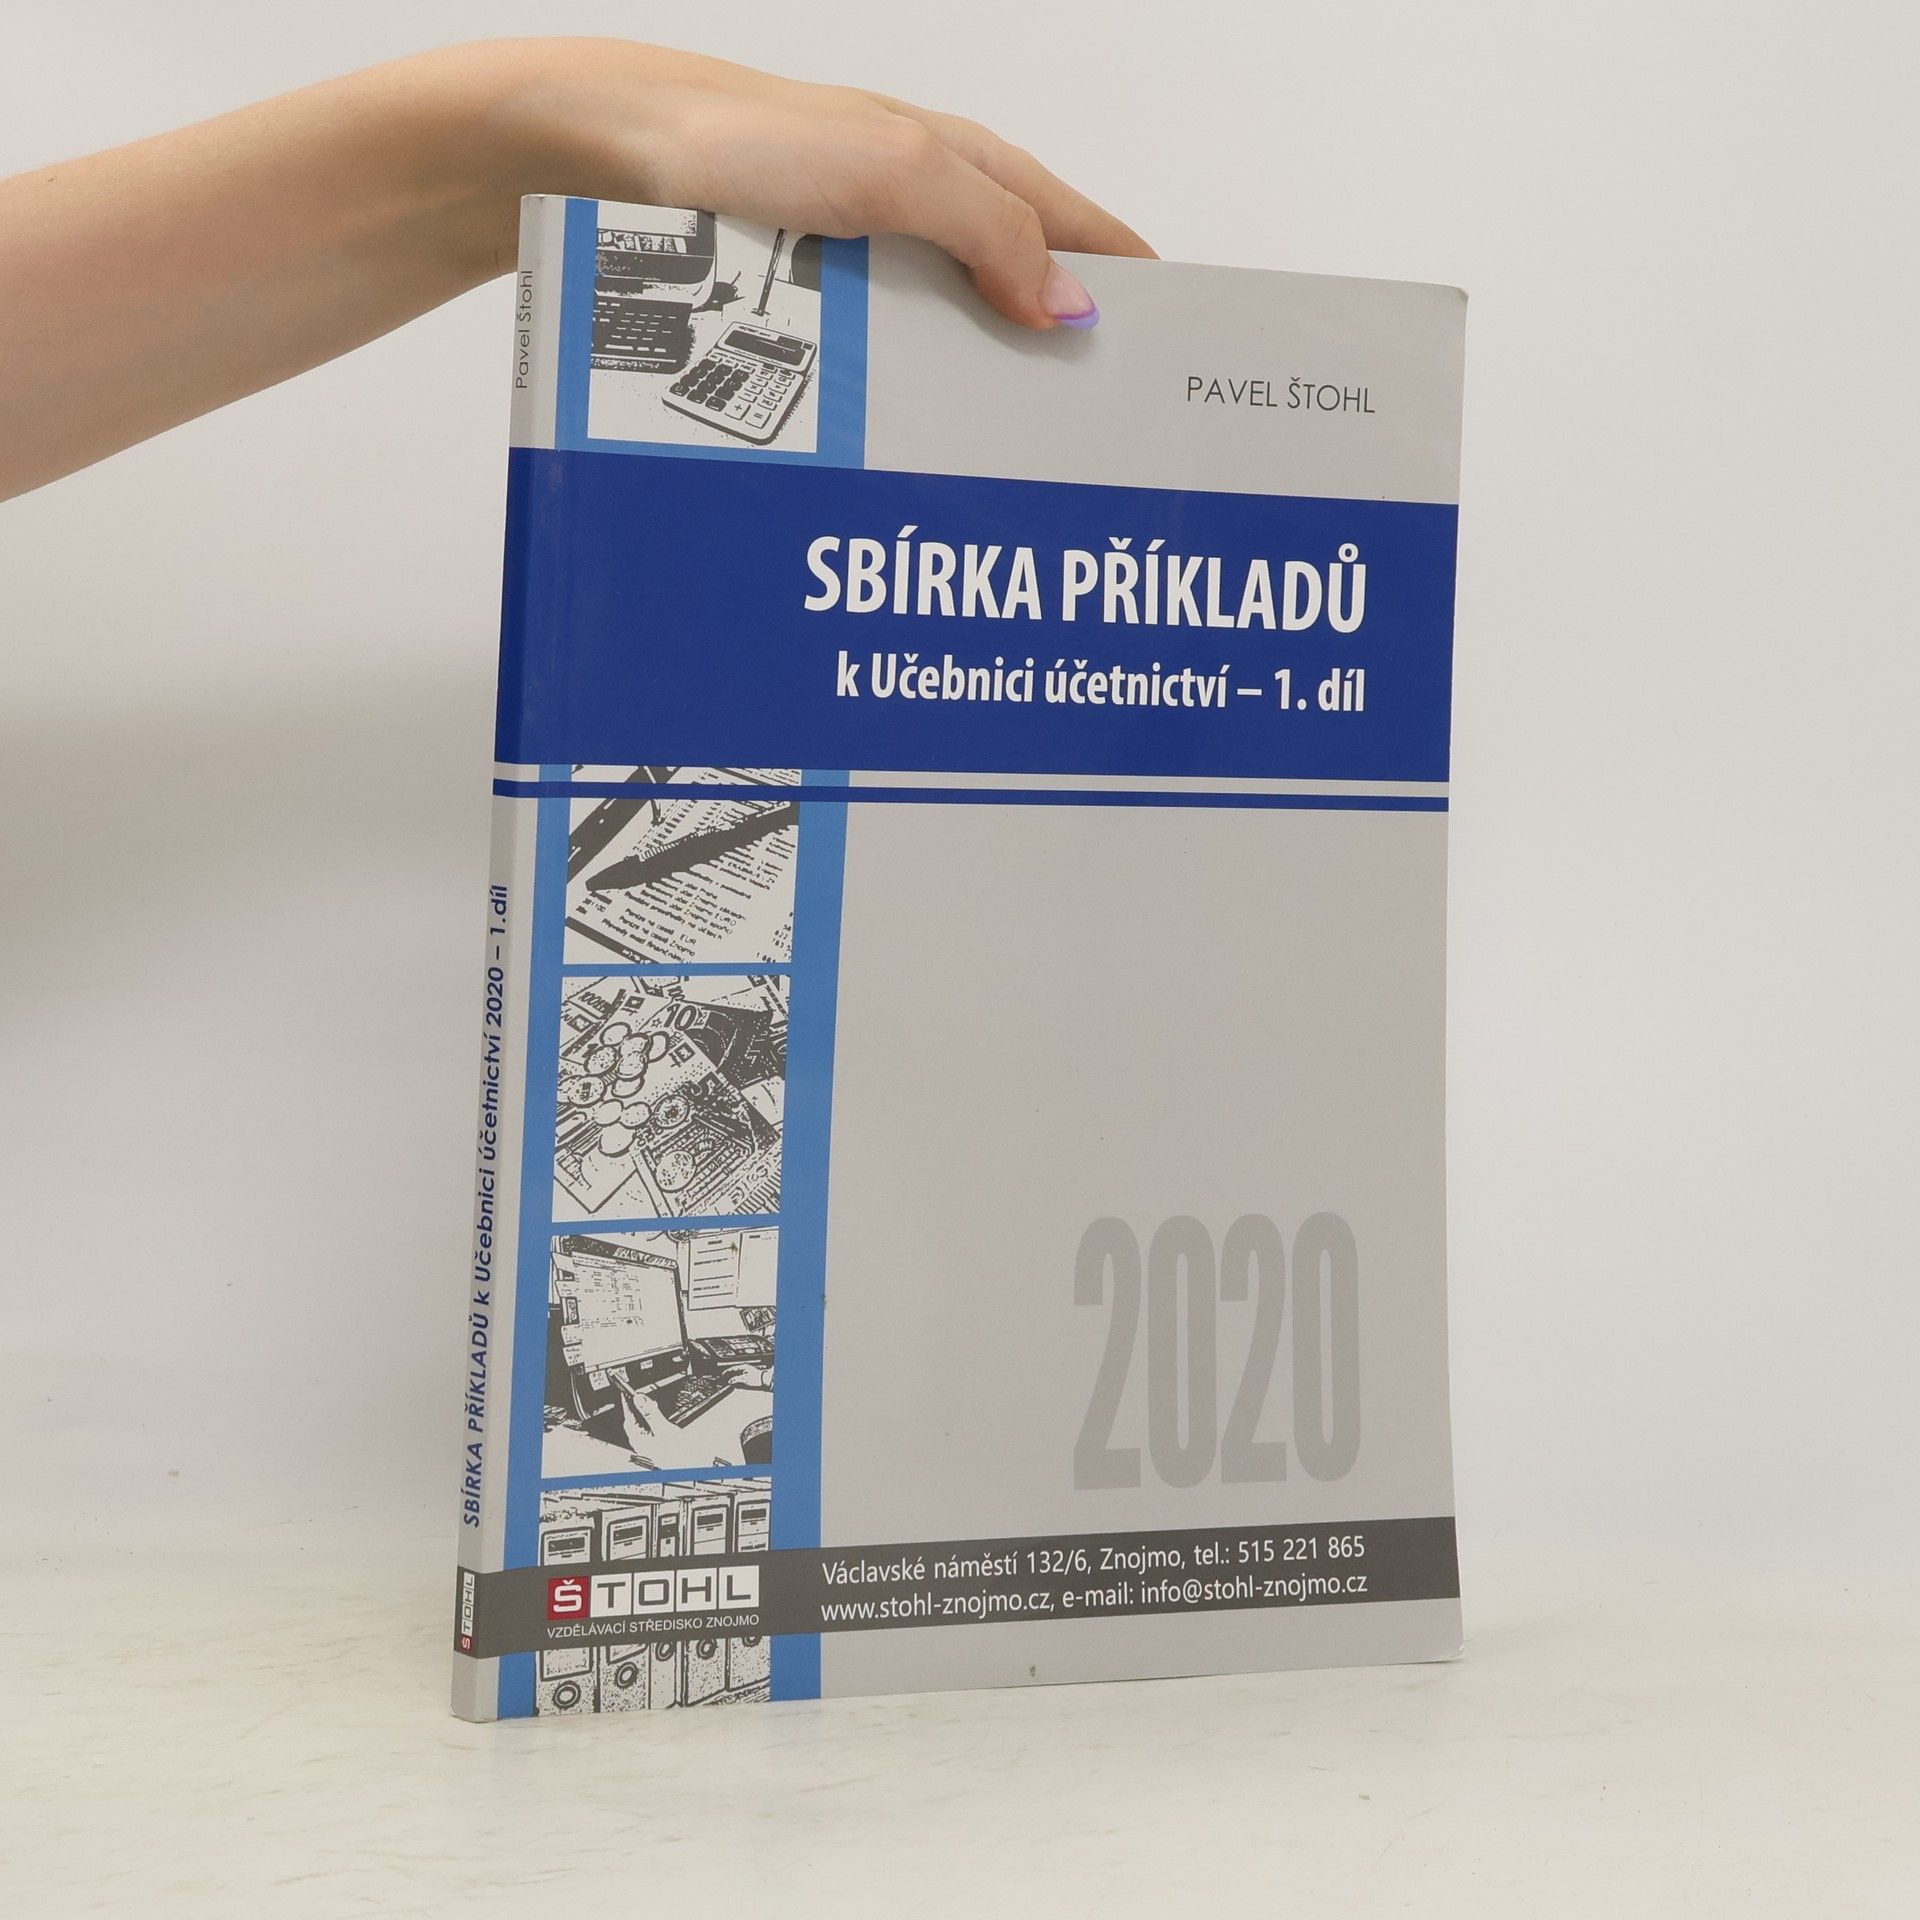 PAVEL ŠTOHL
SBÍRKA PŘÍKLADŮ
k Učebnici účetnictví – 1. díl
2020
ŠTOHL
VZDĚLÁVACÍ STŘEDISKO ZNOJMO
Václavské náměstí 132/6, Znojmo, tel.: 515 221 865
www.stohl-znojmo.cz, e-mail: info@stohl-znojmo.cz
Pavel Štohl
SBÍRKA PŘÍKLADŮ k Učebnici účetnictví 2020 – 1.díl
ŠTOHL